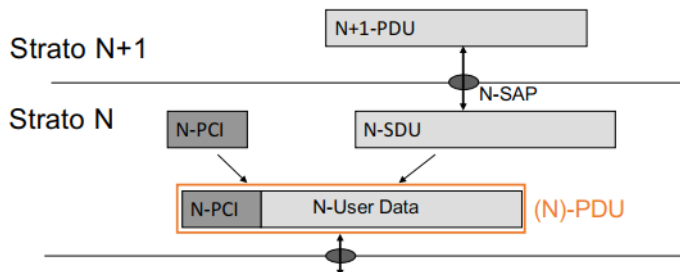 N+1-PDU
Strato N+1
N-SAP
Strato N
N-PCI
N-SDU
N-PCI
N-User Data
(N)-PDU